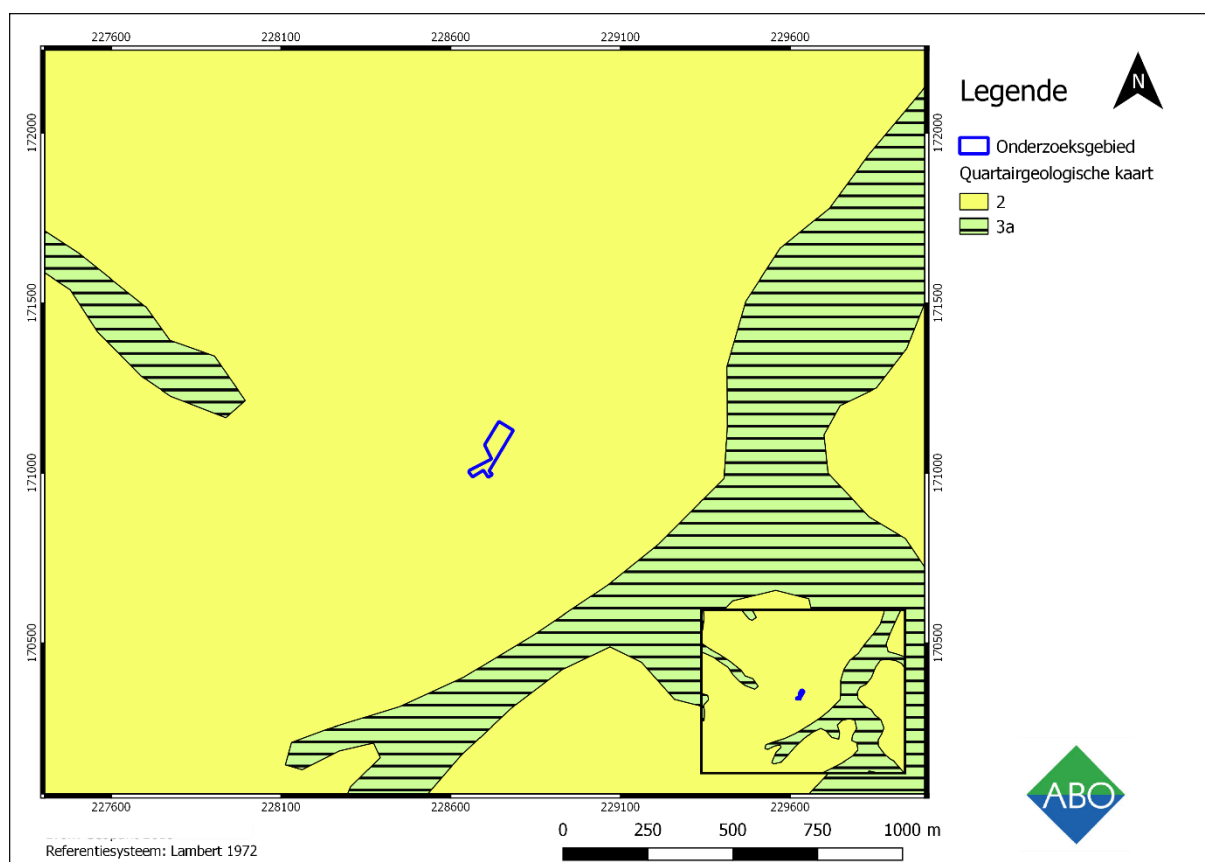 227600 228100 228600 229100 229600
172000 172000
Legende
N
Onderzoeksgebied
Quartairgeologische kaart
2
3a
171500 171500
171000 171000
170500 170500
227600 228100 228600 229100 229600
ABO
0 250 500 750 1000 m
Referentiesysteem: Lambert 1972